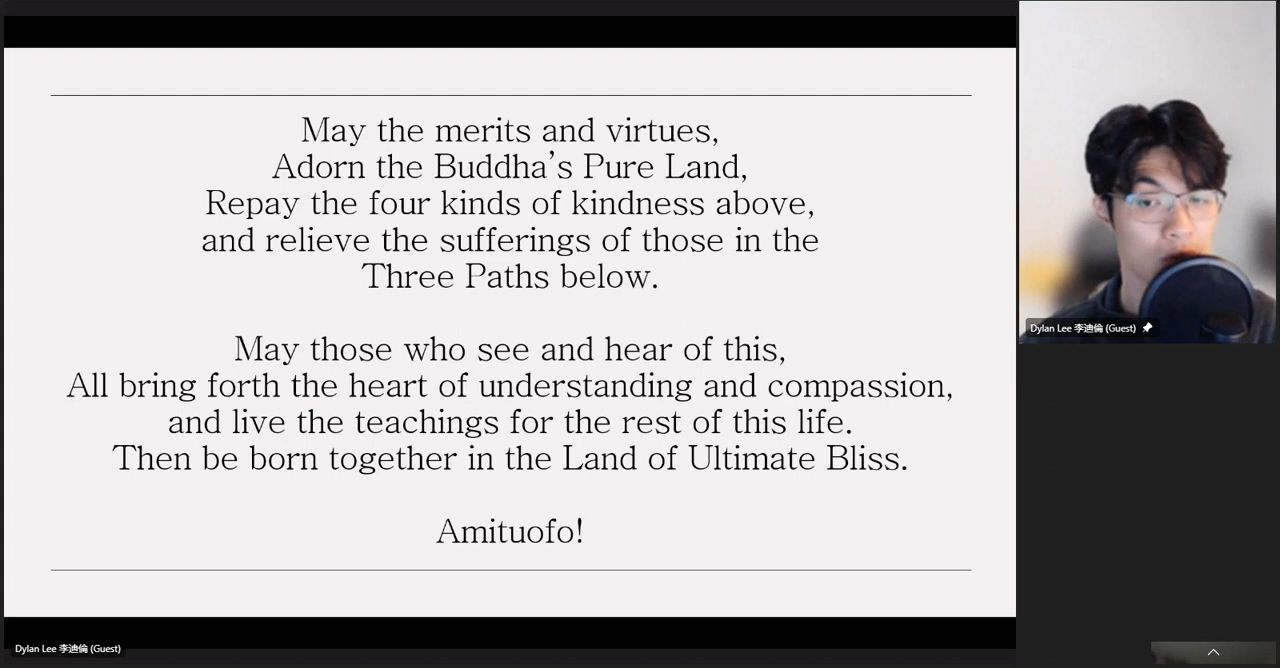 May the merits and virtues,
Adorn the Buddha’s Pure Land,
Repay the four kinds of kindness above,
and relieve the sufferings of those in the
Three Paths below.
May those who see and hear of this,
All bring forth the heart of understanding and compassion,
and live the teachings for the rest of this life.
Then be born together in the Land of Ultimate Bliss.
Amituofo!
Dylan Lee 李迪倫 (Guest)
Dylan Lee 李迪倫 (Guest)